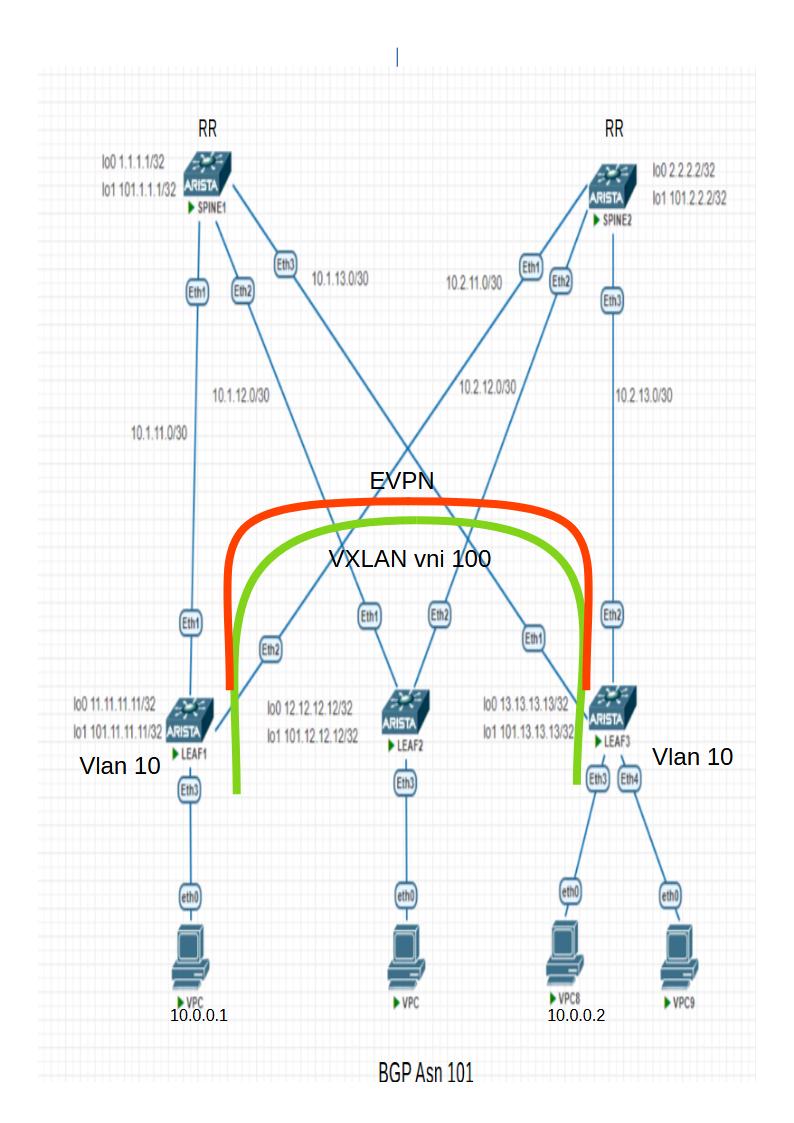 RR
RR
lo0 1.1.1.1/32
lo1 101.1.1.1/32
ARISTA
SPINE1
lo0 2.2.2.2/32
lo1 101.2.2.2/32
ARISTA
SPINE2
Eth1
Eth2
Eth3
10.1.13.0/30
10.2.11.0/30
Eth1
Eth2
Eth3
10.1.12.0/30
10.2.12.0/30
10.2.13.0/30
10.1.11.0/30
EVPN
VXLAN vni 100
Eth1
Eth2
Eth1
Eth2
Eth1
Eth2
lo0 11.11.11.11/32
lo1 101.11.11.11/32
ARISTA
LEAF1
Vlan 10
lo0 12.12.12.12/32
lo1 101.12.12.12/32
ARISTA
LEAF2
lo0 13.13.13.13/32
lo1 101.13.13.13/32
ARISTA
LEAF3
Vlan 10
Eth3
Eth3
Eth3
Eth4
eth0
eth0
eth0
eth0
VPC
10.0.0.1
VPC
VPC8
10.0.0.2
VPC9
BGP Asn 101